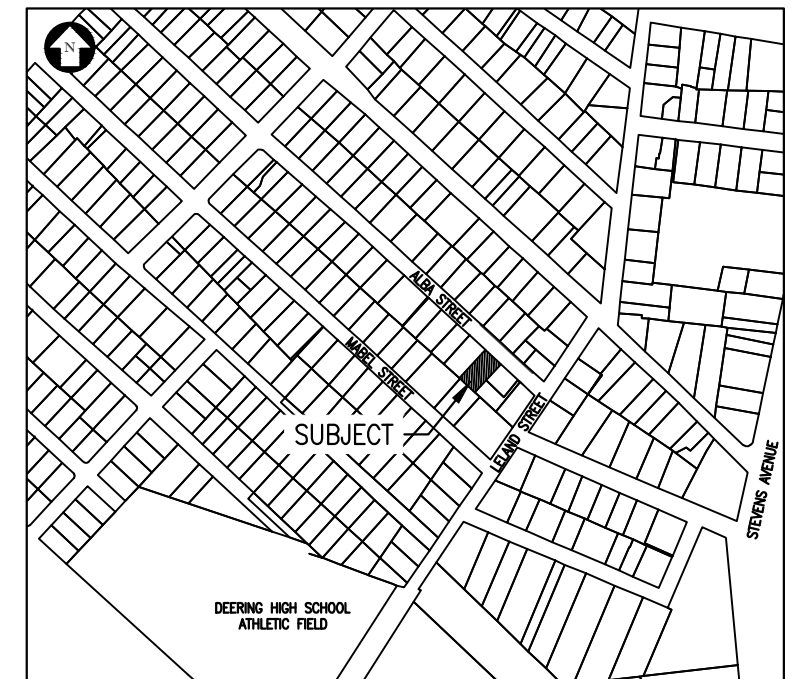 N
ALBA STREET
MABEL STREET
SUBJECT
LELAND STREET
STEVENS AVENUE
DEERING HIGH SCHOOL
ATHLETIC FIELD